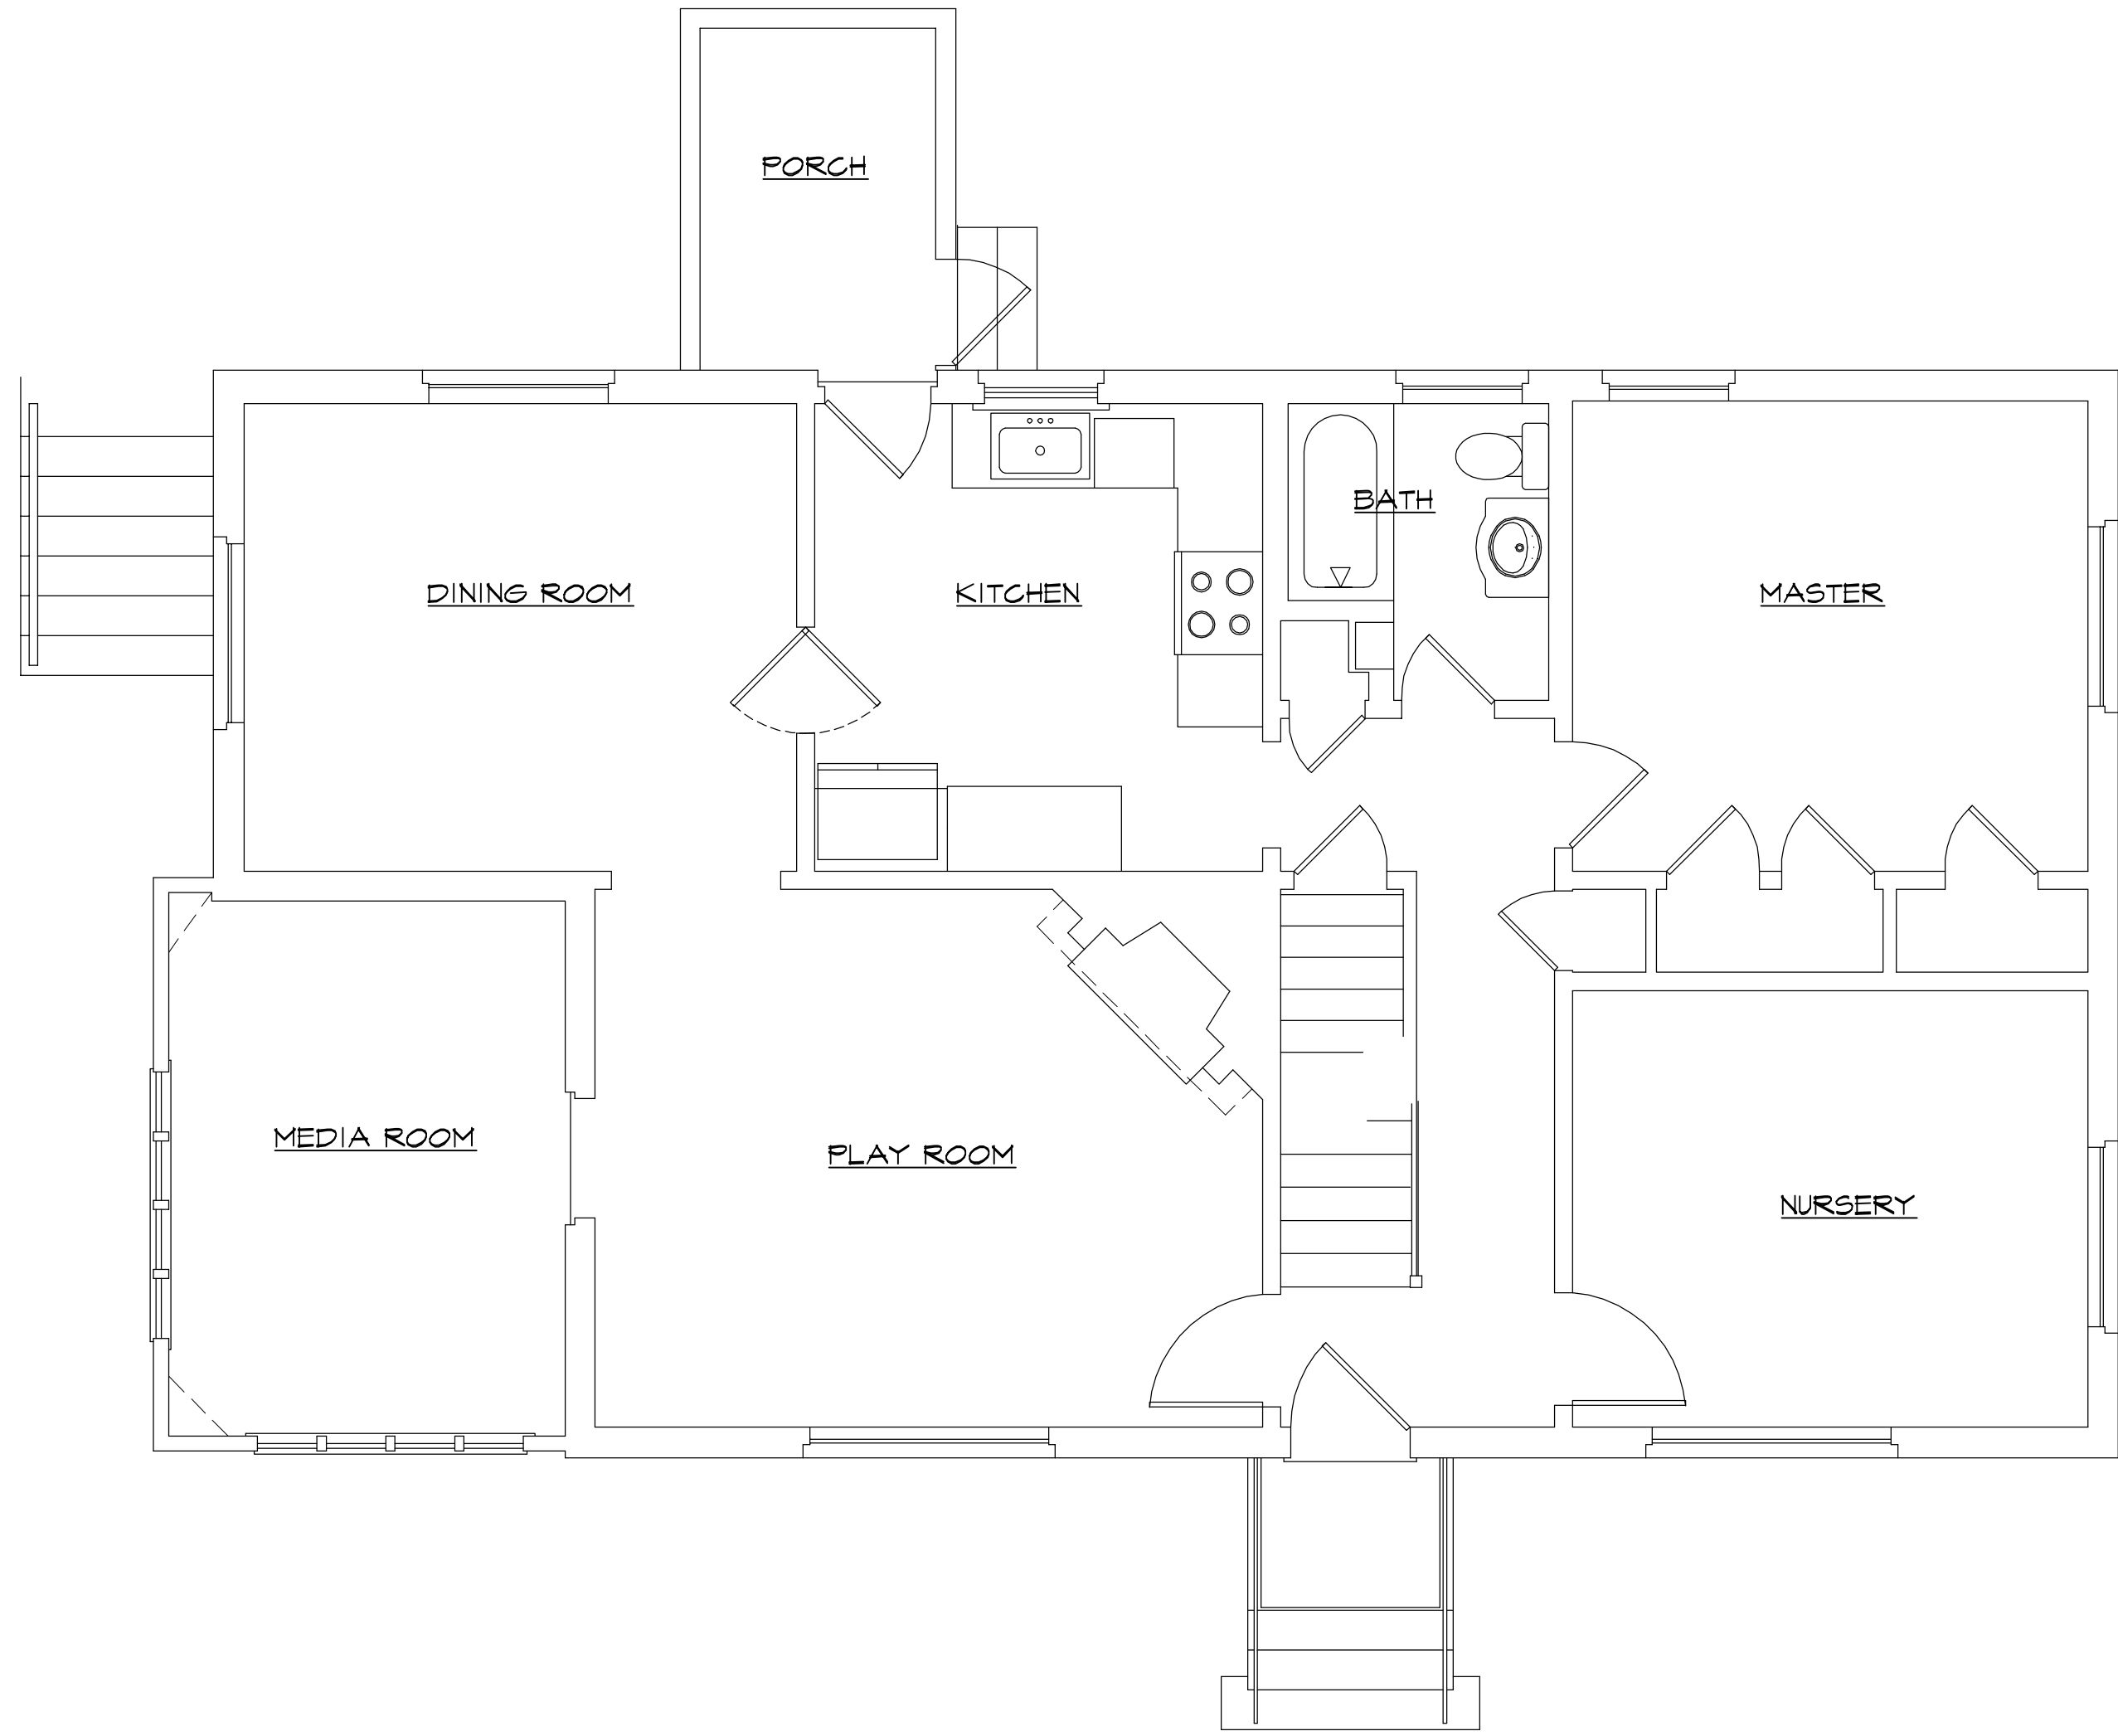 PORCH
BATH
DINING ROOM
KITCHEN
MASTER
MEDIA ROOM
PLAY ROOM
NURSERY